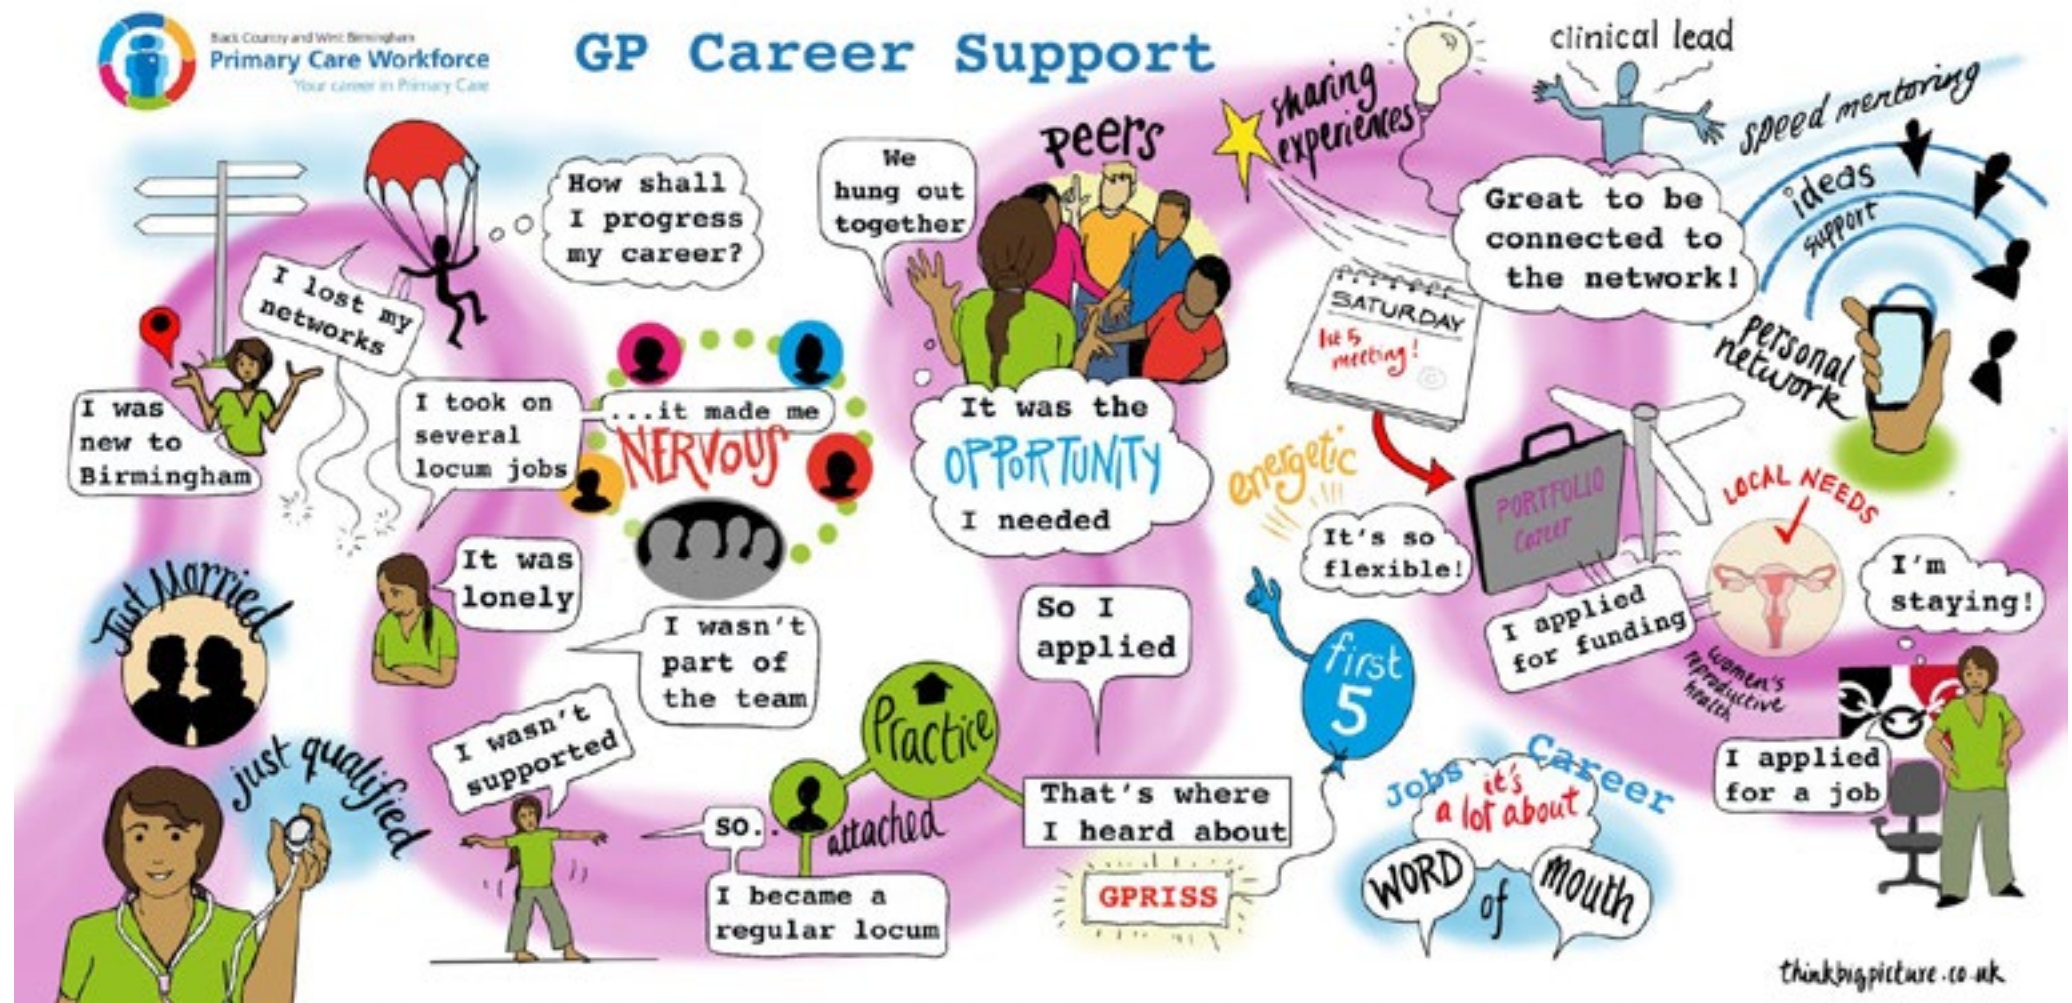 Black Country and West Birmingham
Primary Care Workforce
Your career in Primary Care
GP Career Support
just qualified
Just Married
I was
new to
Birmingham
I lost my
networks
How shall
I progress
my career?
I took on
several
locum jobs
...it made me
NERVOUS
It was
lonely
I wasn't
part of
the team
I wasn't
supported
so..
I became a
regular locum
attached
Practice
That's where
I heard about
GPRISS
So I
applied
It was the
OPPORTUNITY
I needed
We
hung out
together
Peers
sharing
experiences
clinical lead
Great to be
connected to
the network!
speed mentoring
ideas
support
personal
network
SATURDAY
1st 5
meeting!
energetic
It's so
flexible!
PORTFOLIO
Career
I applied
for funding
LOCAL NEEDS
women's
reproductive
health
first
5
Jobs
Career
it's
a lot about
WORD
of
Mouth
I'm
staying!
I applied
for a job
thinkbigpicture.co.uk